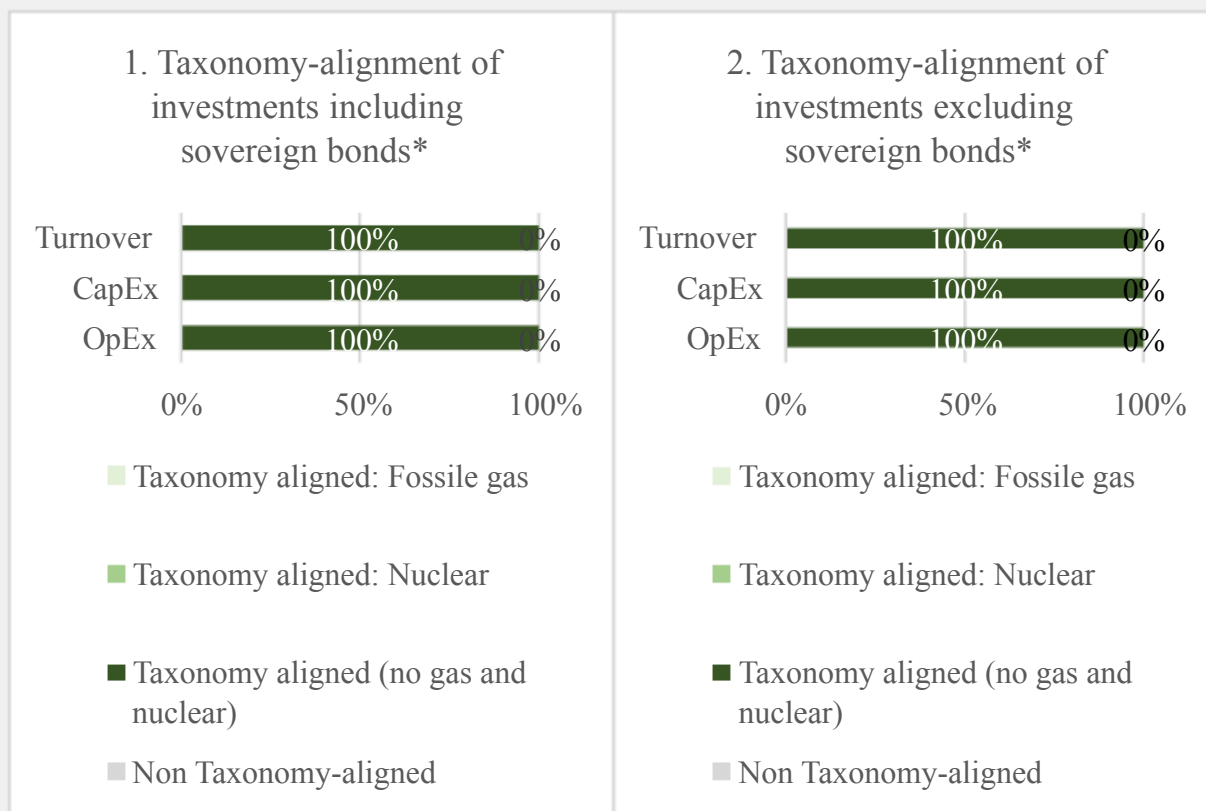 1. Taxonomy-alignment of
investments including
sovereign bonds*
Turnover 100% 0%
CapEx 100% 0%
OpEx 100% 0%
0% 50% 100%
Taxonomy aligned: Fossile gas
Taxonomy aligned: Nuclear
Taxonomy aligned (no gas and
nuclear)
Non Taxonomy-aligned
2. Taxonomy-alignment of
investments excluding
sovereign bonds*
Turnover 100% 0%
CapEx 100% 0%
OpEx 100% 0%
0% 50% 100%
Taxonomy aligned: Fossile gas
Taxonomy aligned: Nuclear
Taxonomy aligned (no gas and
nuclear)
Non Taxonomy-aligned